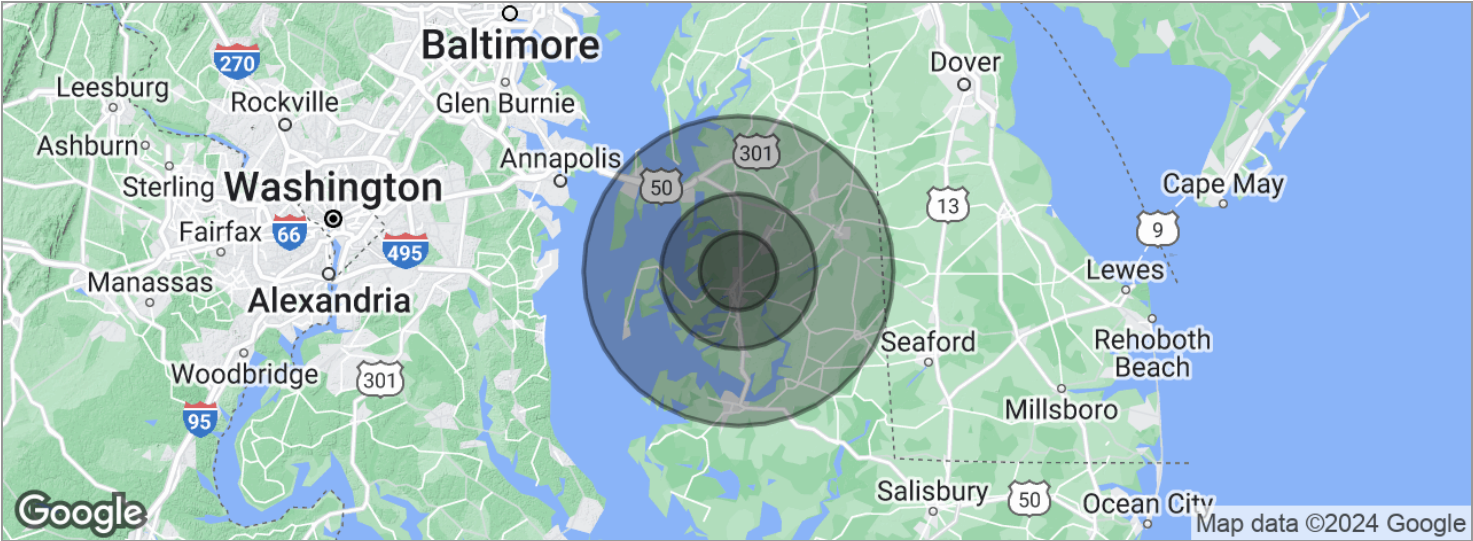 Baltimore
270
Dover
Leesburg
Rockville
Glen Burnie
Ashburn
301
Annapolis
Sterling
Washington
50
Cape May
13
Fairfax
66
495
9
Manassas
Alexandria
Lewes
Seaford
Rehoboth
Beach
Woodbridge
301
Millsboro
95
Salisbury
50
Ocean City
Google
Map data ©2024 Google